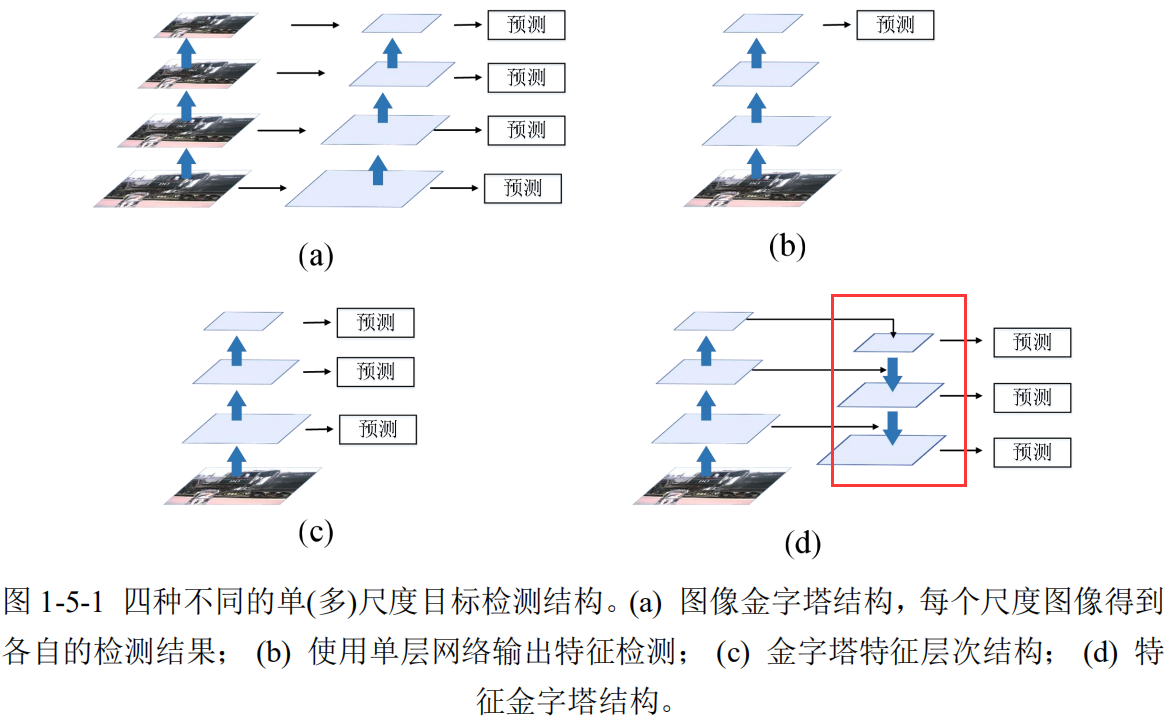 预测
预测
预测
预测
预测
(a)
(b)
预测
预测
预测
预测
预测
预测
(c)
(d)
图 1-5-1 四种不同的单(多)尺度目标检测结构。(a) 图像金字塔结构，每个尺度图像得到
各自的检测结果； (b) 使用单层网络输出特征检测； (c) 金字塔特征层次结构； (d) 特
征金字塔结构。